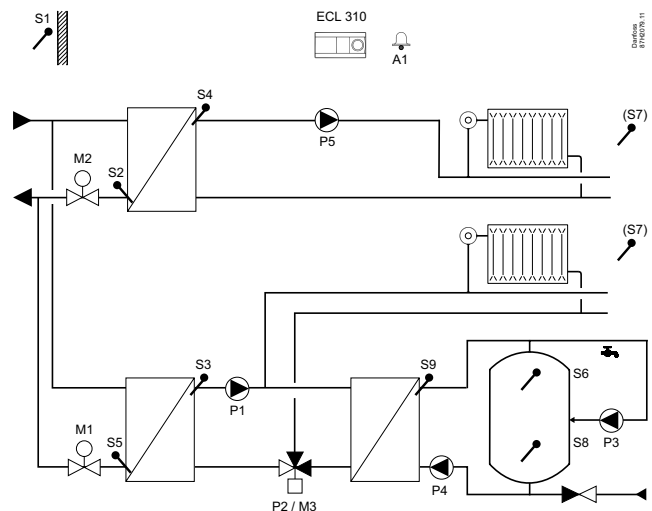 S1
ECL 310
A1
Danfoss
87H2079.11
S4
P5
(S7)
M2
S2
(S7)
S3
S9
P1
S6
M1
S5
S8
P3
P4
P2 / M3